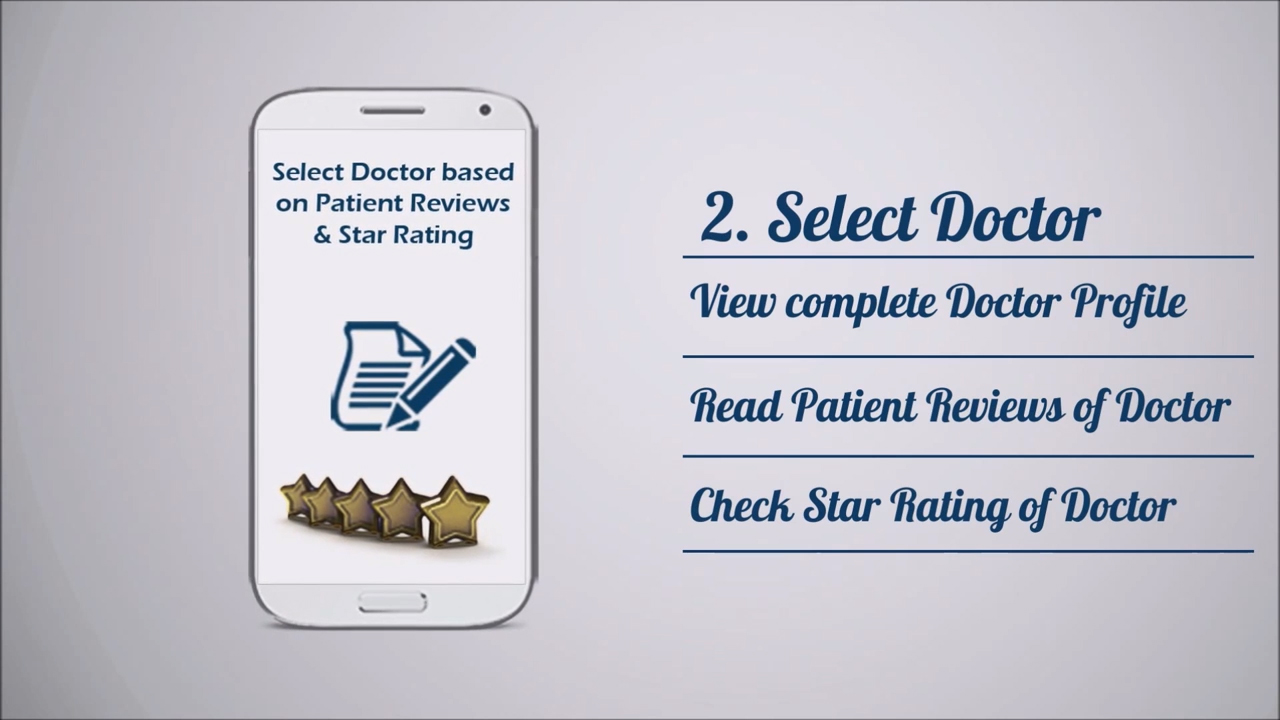 Select Doctor based
on Patient Reviews
& Star Rating
2. Select Doctor
View complete Doctor Profile
Read Patient Reviews of Doctor
Check Star Rating of Doctor